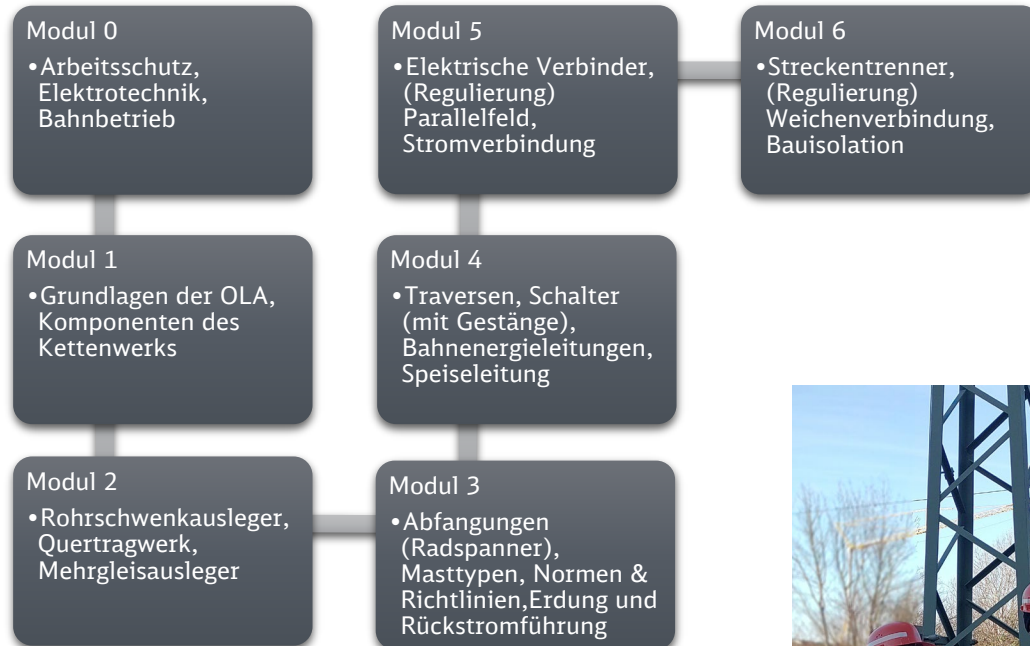 Modul 0
•Arbeitsschutz,
Elektrotechnik,
Bahnbetrieb
Modul 1
•Grundlagen der OLA,
Komponenten des
Kettenwerks
Modul 2
•Rohrschwenkausleger,
Quertragwerk,
Mehrgleisausleger
Modul 3
•Abfangungen
(Radspanner),
Masttypen, Normen &
Richtlinien,Erdung und
Rückstromführung
Modul 4
•Traversen, Schalter
(mit Gestänge),
Bahnenergieleitungen,
Speiseleitung
Modul 5
•Elektrische Verbinder,
(Regulierung)
Parallelfeld,
Stromverbindung
Modul 6
•Streckentrenner,
(Regulierung)
Weichenverbindung,
Bauisolation